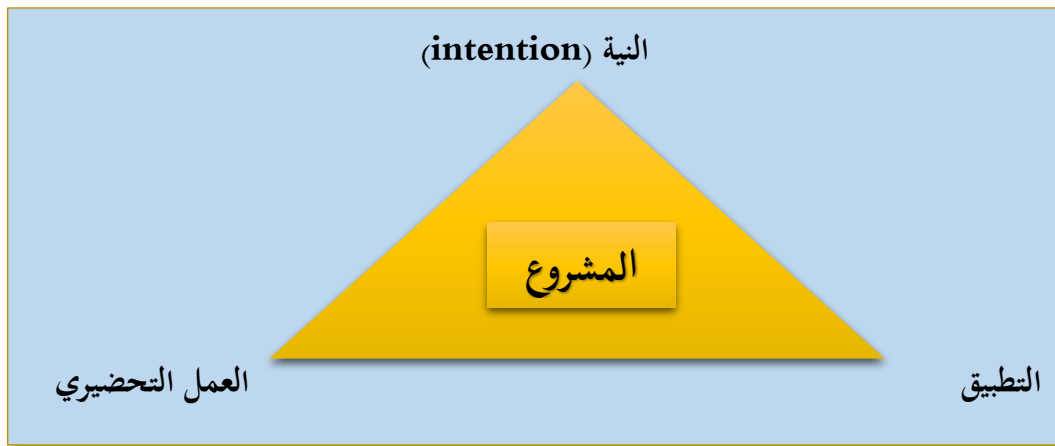 النية (intention)
المشروع
التطبيق
العمل التحضيري